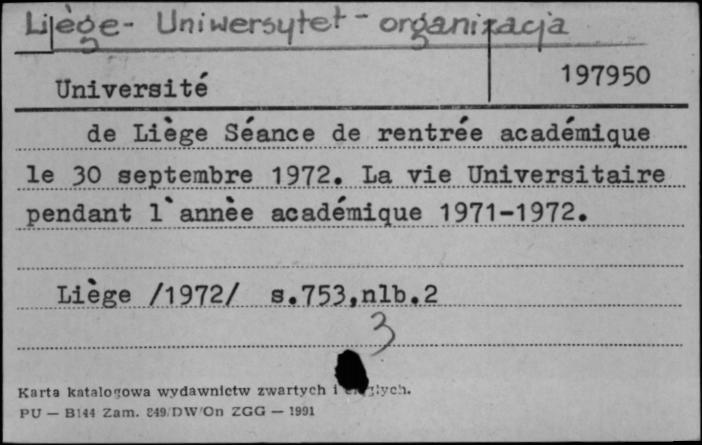 Liège - Uniwersytet - organizacja
Université
197950
de Liège Séance de rentrée académique
le 30 septembre 1972. La vie Universitaire
pendant l`annèe académique 1971-1972.
Liège /1972/ s.753,nlb.2
3
Karta katalogowa wydawnictw zwartych i
PU — B144 Zam. 849/DW/On ZGG — 1991